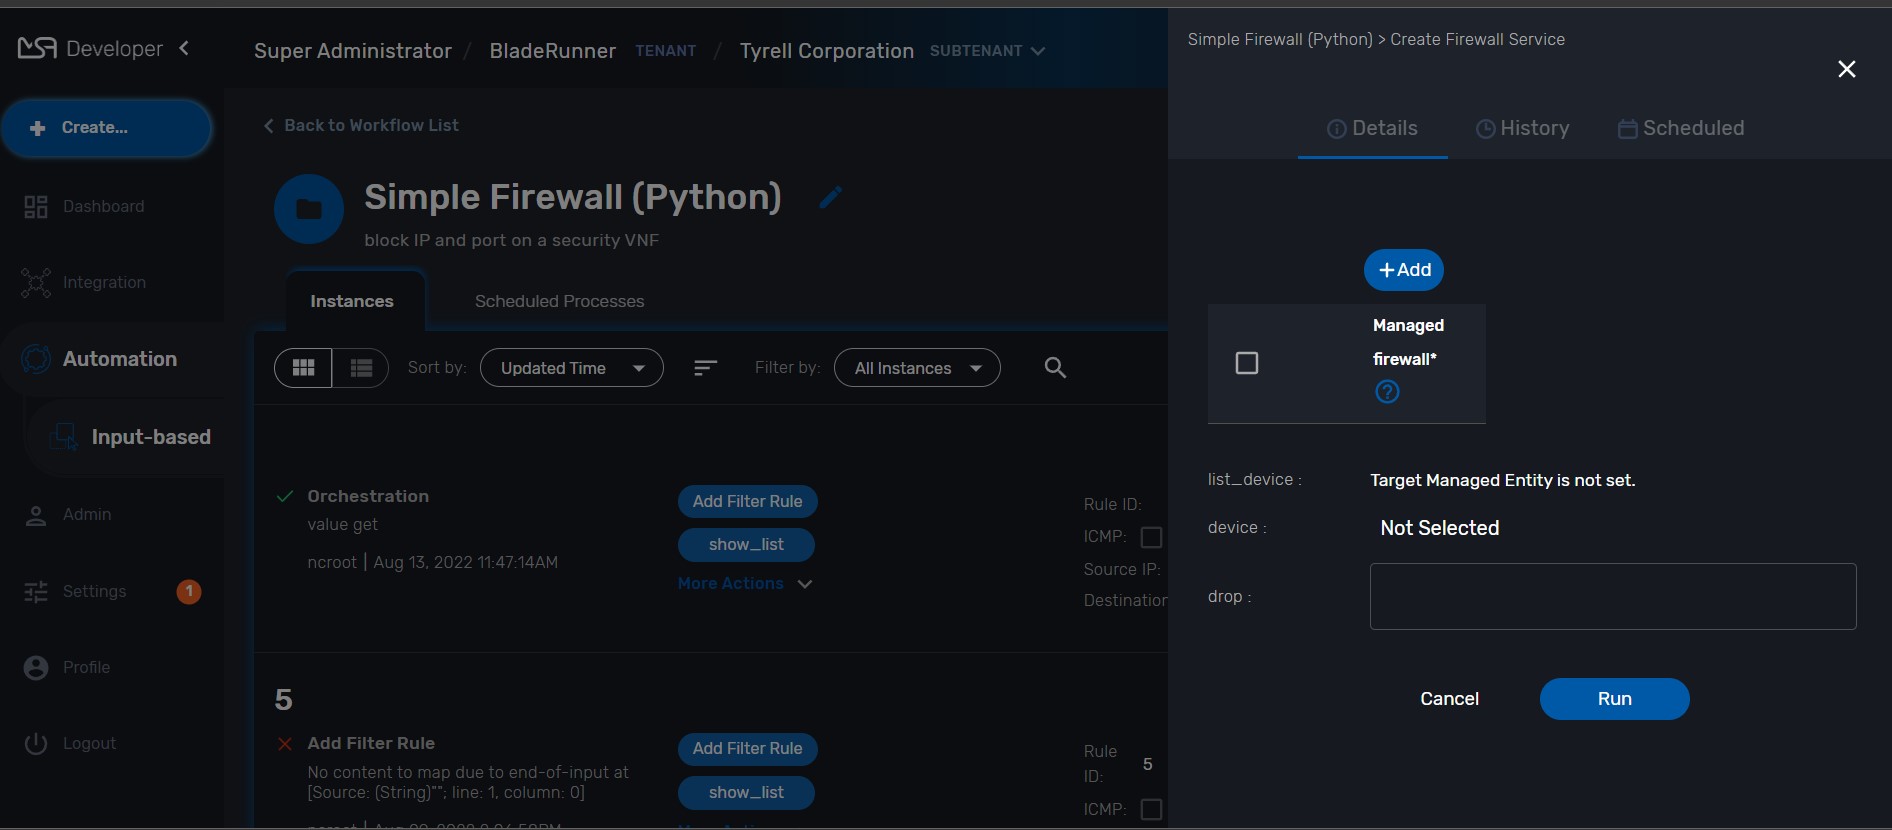 MSA Developer
Super Administrator / BladeRunner TENANT / Tyrell Corporation SUBTENANT
Create...
Dashboard
Integration
Automation
Input-based
Admin
Settings
1
Profile
Logout
Back to Workflow List
Simple Firewall (Python)
block IP and port on a security VNF
Instances
Scheduled Processes
Sort by: Updated Time
Filter by: All Instances
Orchestration
value get
ncroot | Aug 13, 2022 11:47:14AM
Add Filter Rule
show_list
More Actions
Rule ID:
ICMP:
Source IP:
Destination
5
Add Filter Rule
No content to map due to end-of-input at
[Source: (String)""; line: 1, column: 0]
Add Filter Rule
show_list
Rule
ID:
5
ICMP:
Simple Firewall (Python) > Create Firewall Service
Details
History
Scheduled
+Add
Managed
firewall*
list_device :
Target Managed Entity is not set.
device :
Not Selected
drop :
Cancel
Run